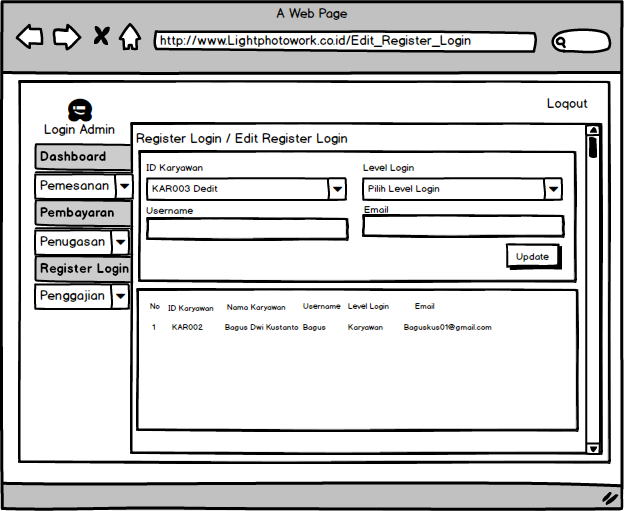 A Web Page
http://www.Lightphotowork.co.id/Edit_Register_Login
Logout
Login Admin
Dashboard
Pemesanan
Pembayaran
Penugasan
Register Login
Penggajian
Register Login / Edit Register Login
ID Karyawan
Level Login
KAR003 Dedit
Pilih Level Login
Username
Email
Update
No ID Karyawan Nama Karyawan Username Level Login Email
1 KAR002 Bagus Dwi Kustanto Bagus Karyawan Baguskus01@gmail.com